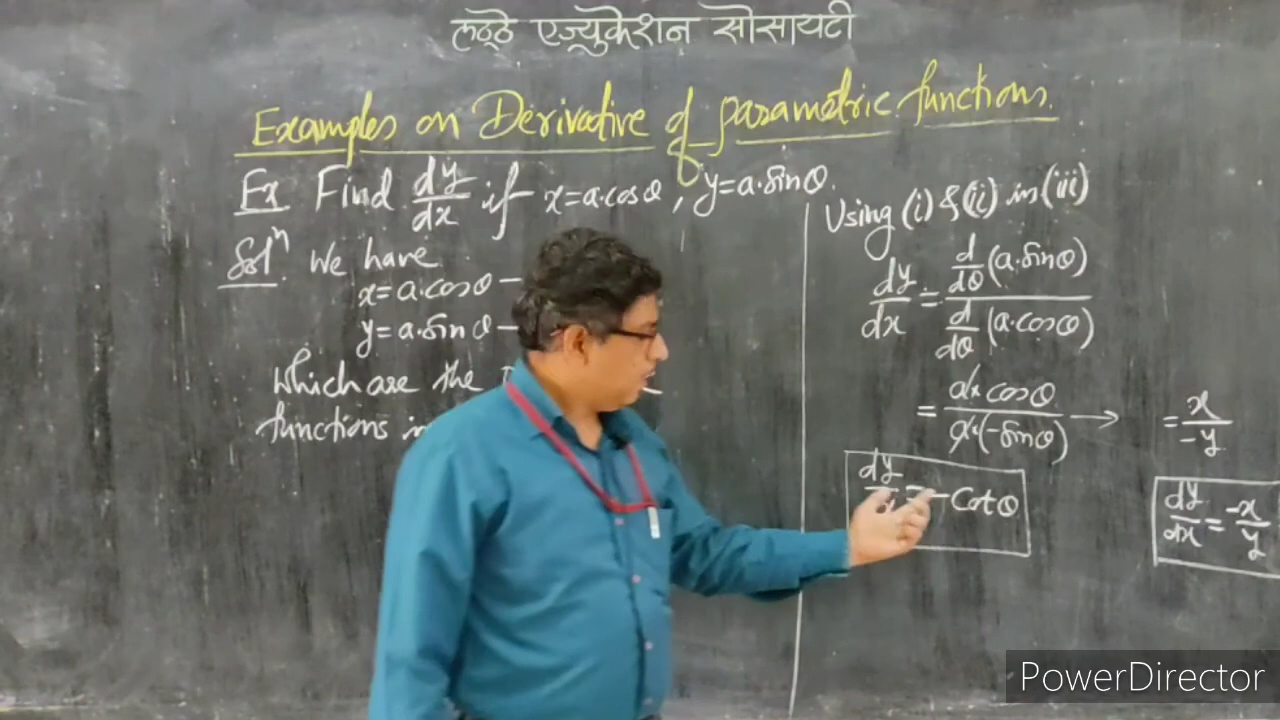 लठ्ठे एज्युकेशन सोसायटी
Examples on Derivative of parametric functions.
Ex Find dy/dx if x=a.cosθ, y=a.sinθ.
Solⁿ. We have
x=a.cosθ –
y=a.sinθ –
Which are the
functions in
Using (i) & (ii) in (iii)
dy/dx = d/dθ (a.sinθ) / d/dθ (a.cosθ)
= a × cosθ / a × (-sinθ) → = x/-y
dy/ = - Cotθ
dy/dx = -x/y
PowerDirector